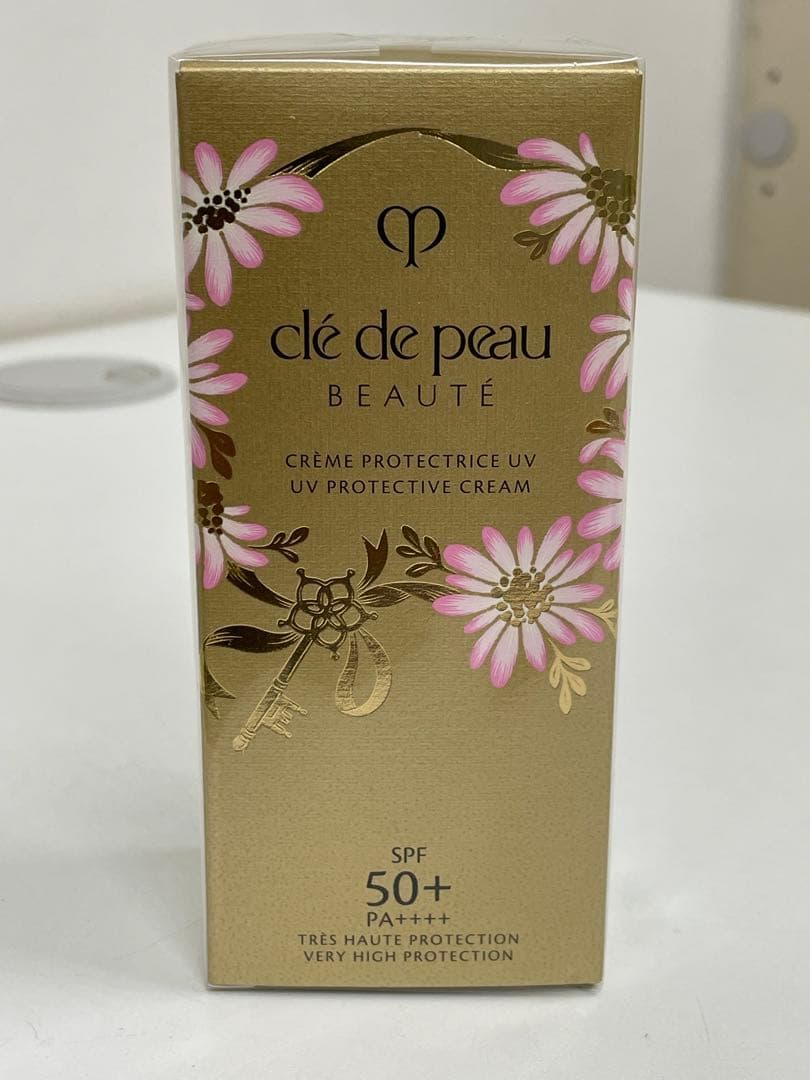 clé de peau
BEAUTÉ
CRÈME PROTECTRICE UV
UV PROTECTIVE CREAM
SPF
50+
PA++++
TRÈS HAUTE PROTECTION
VERY HIGH PROTECTION